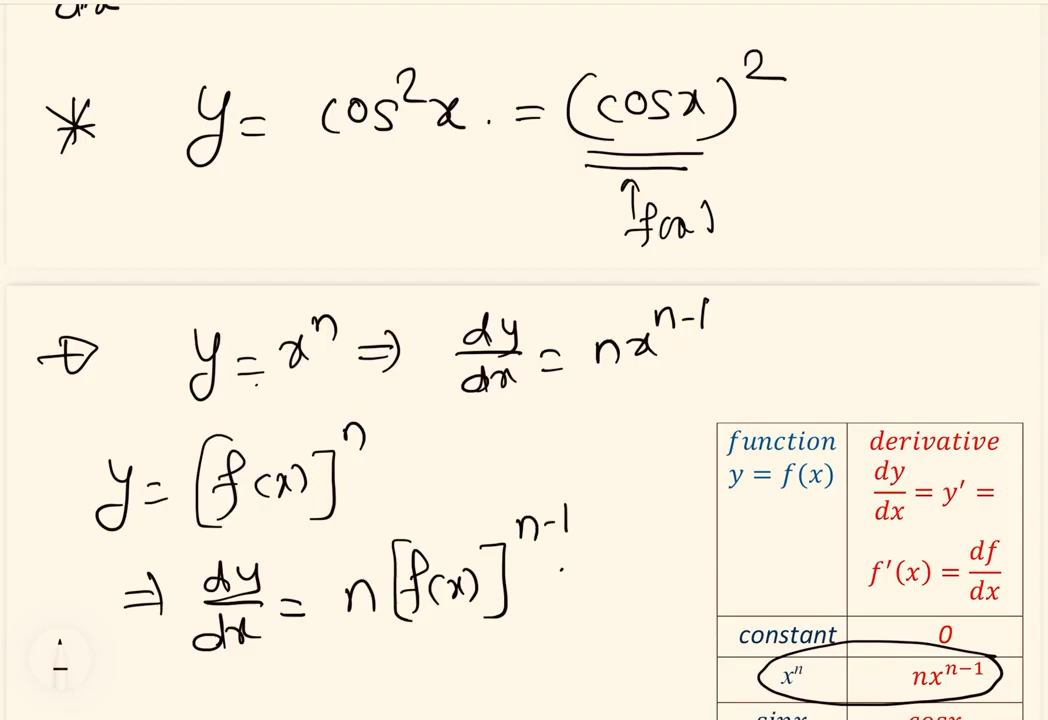 * y = cos²x . = (cosx)²
↑f(x)
⊕ y = xⁿ ⇒ dy/dx = nxⁿ⁻¹
y = [f(x)]ⁿ
⇒ dy/dx = n[f(x)]ⁿ⁻¹ .
function derivative
y = f(x) dy/dx = y′ =
f′(x) = df/dx
constant 0
xⁿ nxⁿ⁻¹